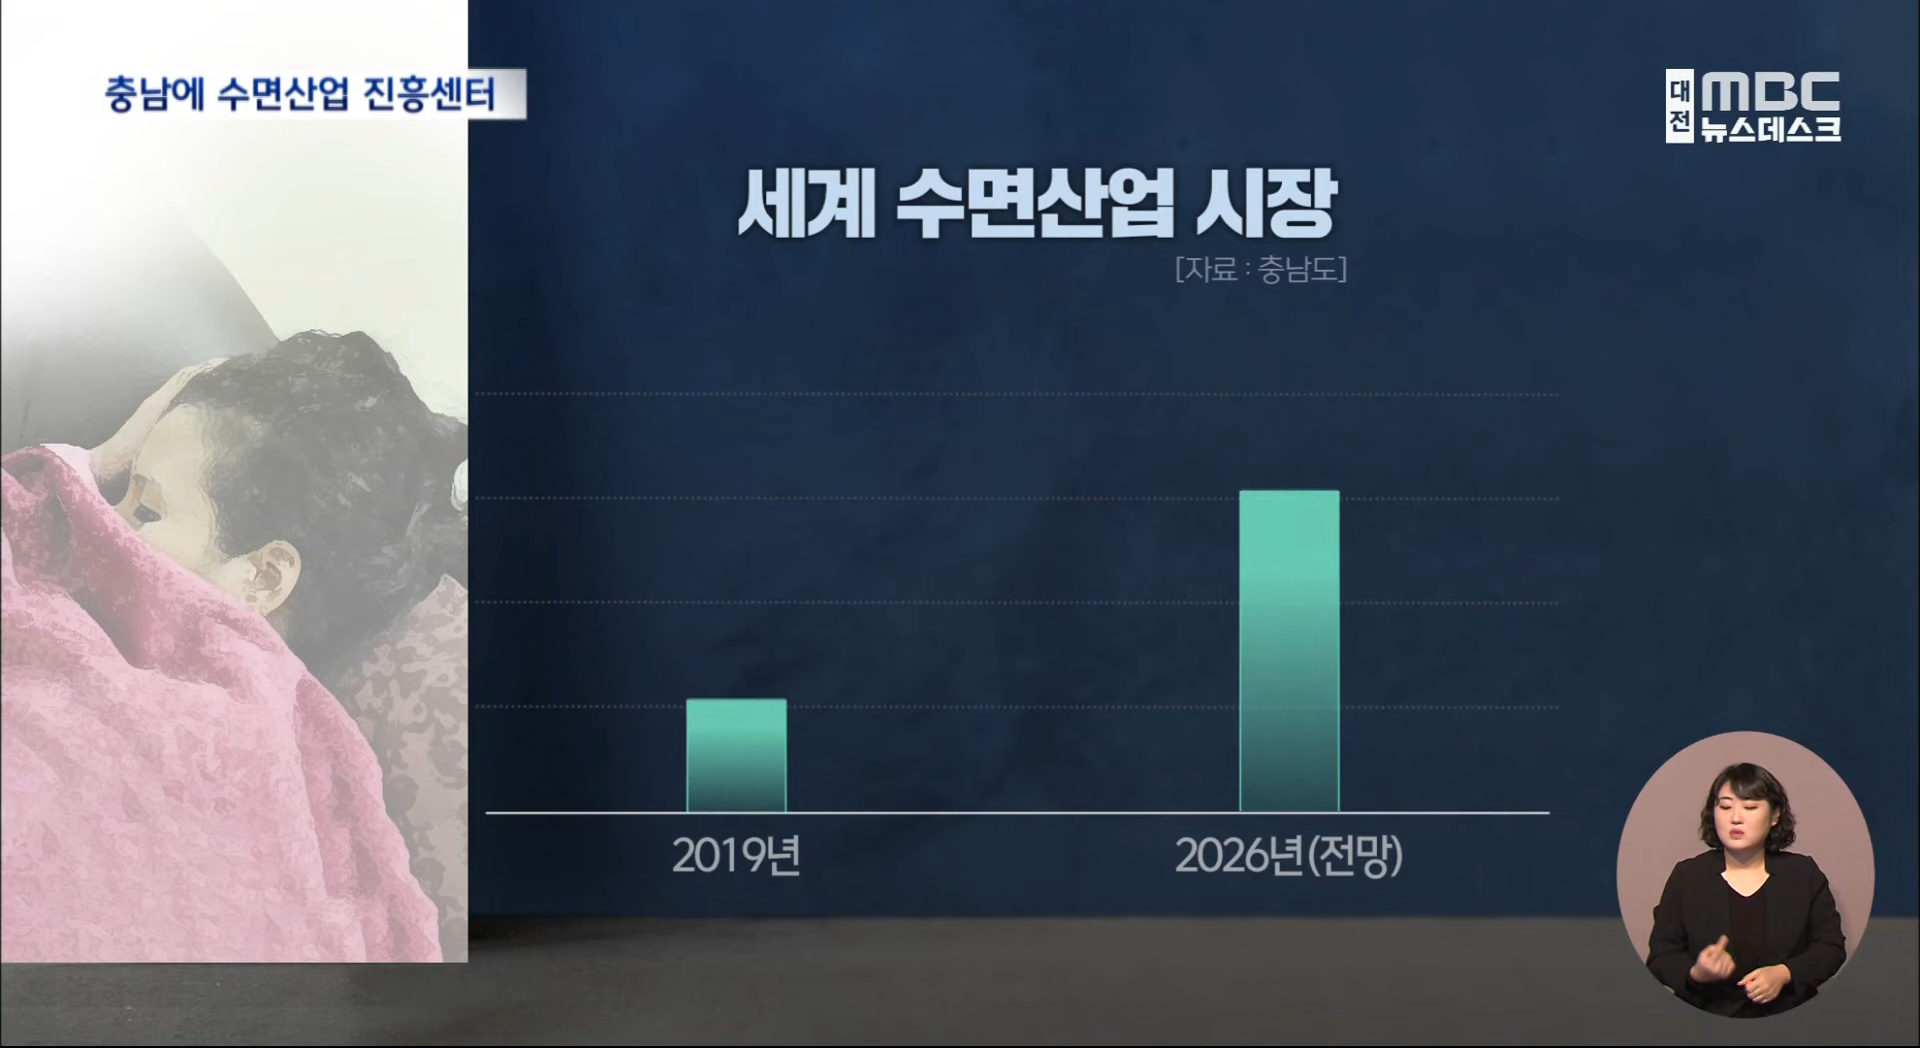 충남에 수면산업 진흥센터
대전
MBC
뉴스데스크
세계 수면산업 시장
[자료 : 충남도]
2019년
2026년(전망)